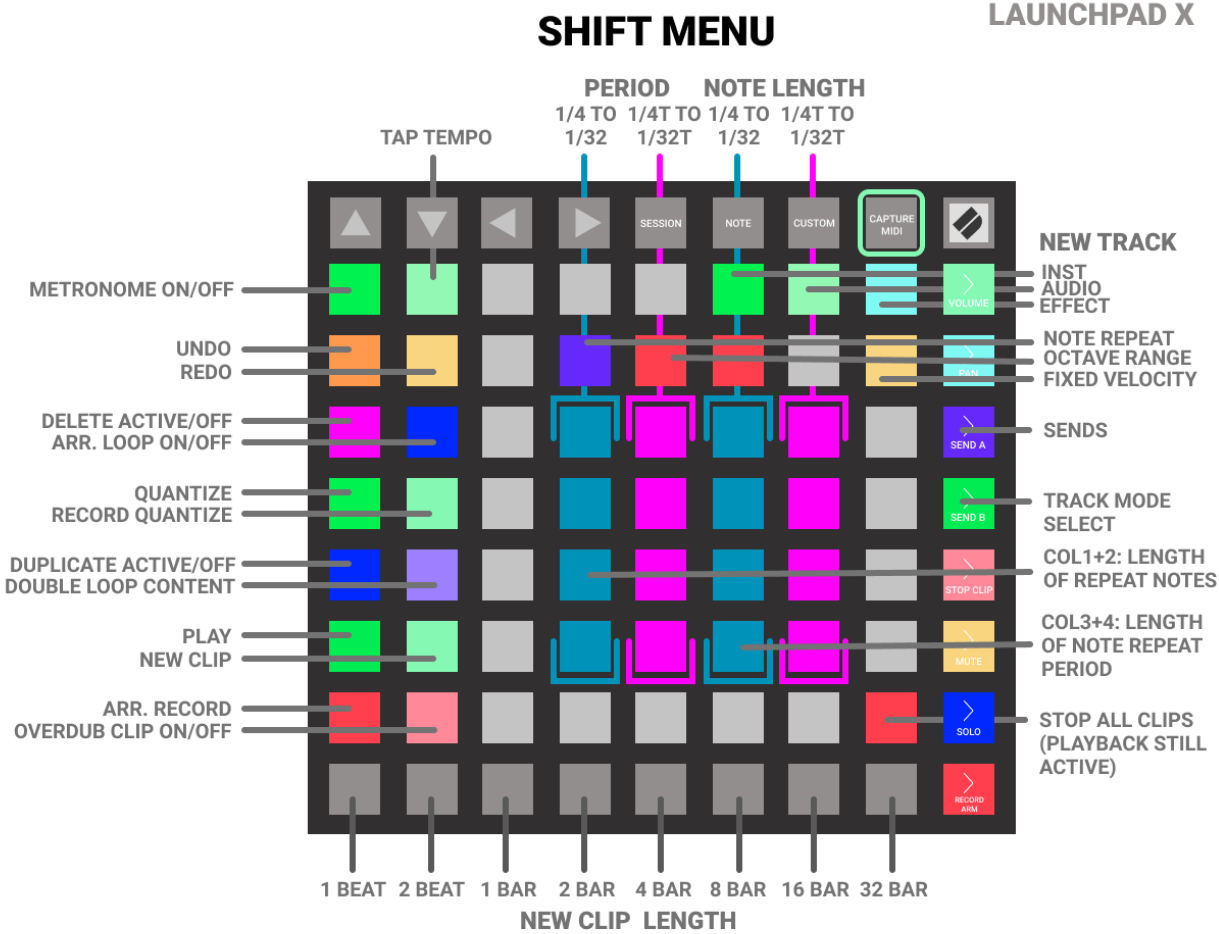 LAUNCHPAD X
SHIFT MENU
PERIOD NOTE LENGTH
1/4 TO 1/4T TO 1/4 TO 1/4T TO
1/32 1/32T 1/32 1/32T
TAP TEMPO
SESSION
NOTE
CUSTOM
CAPTURE
MIDI
NEW TRACK
INST
AUDIO
EFFECT
METRONOME ON/OFF
VOLUME
UNDO
REDO
NOTE REPEAT
OCTAVE RANGE
FIXED VELOCITY
PAN
DELETE ACTIVE/OFF
ARR. LOOP ON/OFF
SENDS
SEND A
QUANTIZE
RECORD QUANTIZE
TRACK MODE
SELECT
SEND B
DUPLICATE ACTIVE/OFF
DOUBLE LOOP CONTENT
COL1+2: LENGTH
OF REPEAT NOTES
STOP CLIP
PLAY
NEW CLIP
COL3+4: LENGTH
OF NOTE REPEAT
PERIOD
MUTE
ARR. RECORD
OVERDUB CLIP ON/OFF
STOP ALL CLIPS
(PLAYBACK STILL
ACTIVE)
SOLO
RECORD
ARM
1 BEAT 2 BEAT 1 BAR 2 BAR 4 BAR 8 BAR 16 BAR 32 BAR
NEW CLIP LENGTH